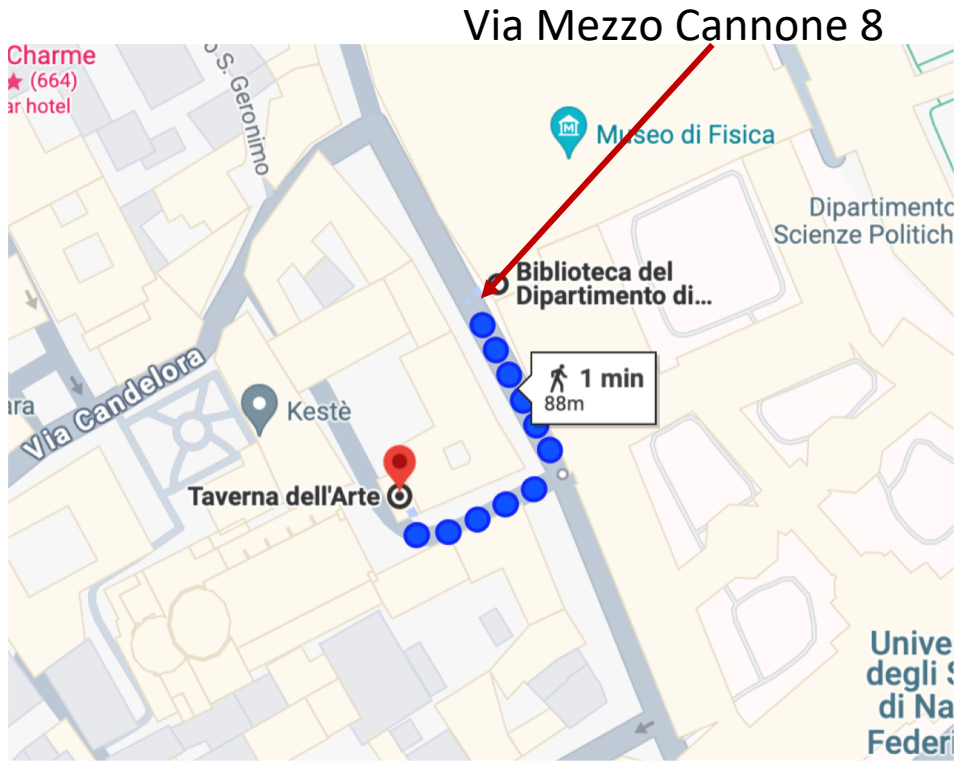 Via Mezzo Cannone 8
Charme
(664)
ar hotel
o S. Geronimo
Museo di Fisica
Dipartimento
Scienze Politich
Biblioteca del
Dipartimento di...
1 min
88m
ara
Via Candelora
Kestè
Taverna dell'Arte
Unive
degli S
di Na
Federi